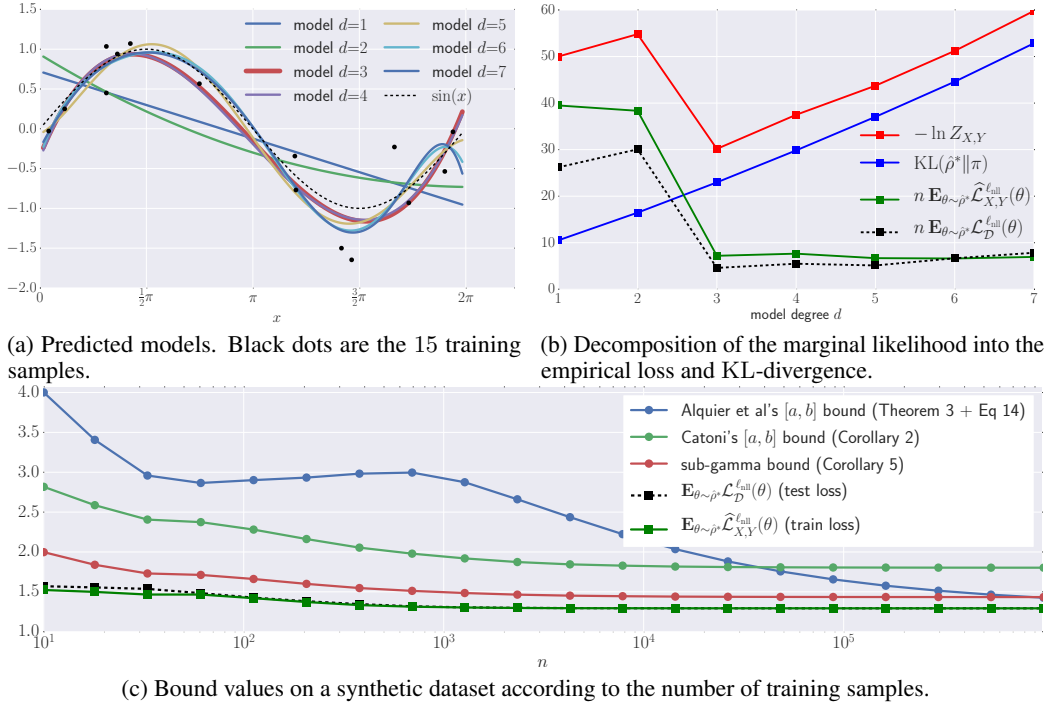 2.0
1.5
1.0
0.5
0.0
−0.5
−1.0
−1.5
−2.0
0
½π
π
3/2π
2π
x
model d=1
model d=2
model d=3
model d=4
model d=5
model d=6
model d=7
sin(x)
60
50
40
30
20
10
0
1
2
3
4
5
6
7
model degree d
− ln Z_{X,Y}
KL(ρ̂*‖π)
n E_{θ∼ρ̂*} L̂^{ℓ_nll}_{X,Y}(θ)
n E_{θ∼ρ̂*} L^{ℓ_nll}_D(θ)
(a) Predicted models. Black dots are the 15 training
samples.
(b) Decomposition of the marginal likelihood into the
empirical loss and KL-divergence.
4.0
3.5
3.0
2.5
2.0
1.5
1.0
10^1
10^2
10^3
10^4
10^5
n
Alquier et al's [a, b] bound (Theorem 3 + Eq 14)
Catoni's [a, b] bound (Corollary 2)
sub-gamma bound (Corollary 5)
E_{θ∼ρ̂*} L^{ℓ_nll}_D(θ) (test loss)
E_{θ∼ρ̂*} L̂^{ℓ_nll}_{X,Y}(θ) (train loss)
(c) Bound values on a synthetic dataset according to the number of training samples.